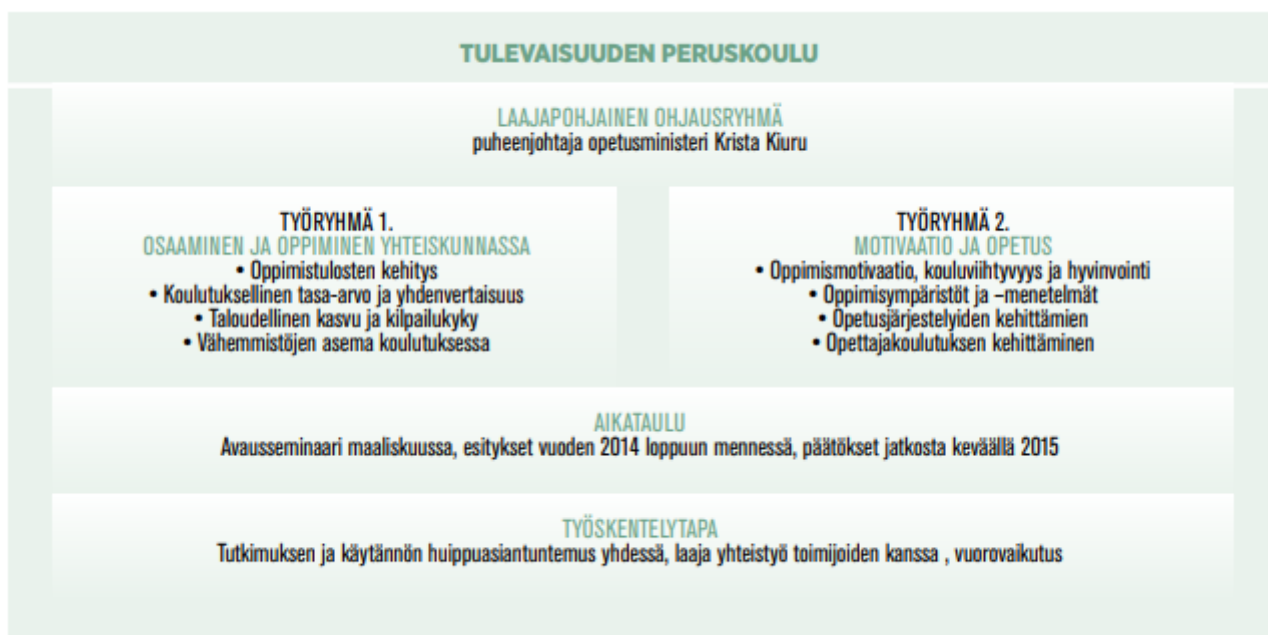 TULEVAISUUDEN PERUSKOULU
LAAJAPOHJAINEN OHJAUSRYHMÄ
puheenjohtaja opetusministeri Krista Kiuru
TYÖRYHMÄ 1.
OSAAMINEN JA OPPIMINEN YHTEISKUNNASSA
• Oppimistulosten kehitys
• Koulutuksellinen tasa-arvo ja yhdenvertaisuus
• Taloudellinen kasvu ja kilpailukyky
• Vähemmistöjen asema koulutuksessa
TYÖRYHMÄ 2.
MOTIVAATIO JA OPETUS
• Oppimismotivaatio, kouluviihtyvyys ja hyvinvointi
• Oppimisympäristöt ja –menetelmät
• Opetusjärjestelyiden kehittämien
• Opettajakoulutuksen kehittäminen
AIKATAULU
Avausseminaari maaliskuussa, esitykset vuoden 2014 loppuun mennessä, päätökset jatkosta keväällä 2015
TYÖSKENTELYTAPA
Tutkimuksen ja käytännön huippuasiantuntemus yhdessä, laaja yhteistyö toimijoiden kanssa , vuorovaikutus